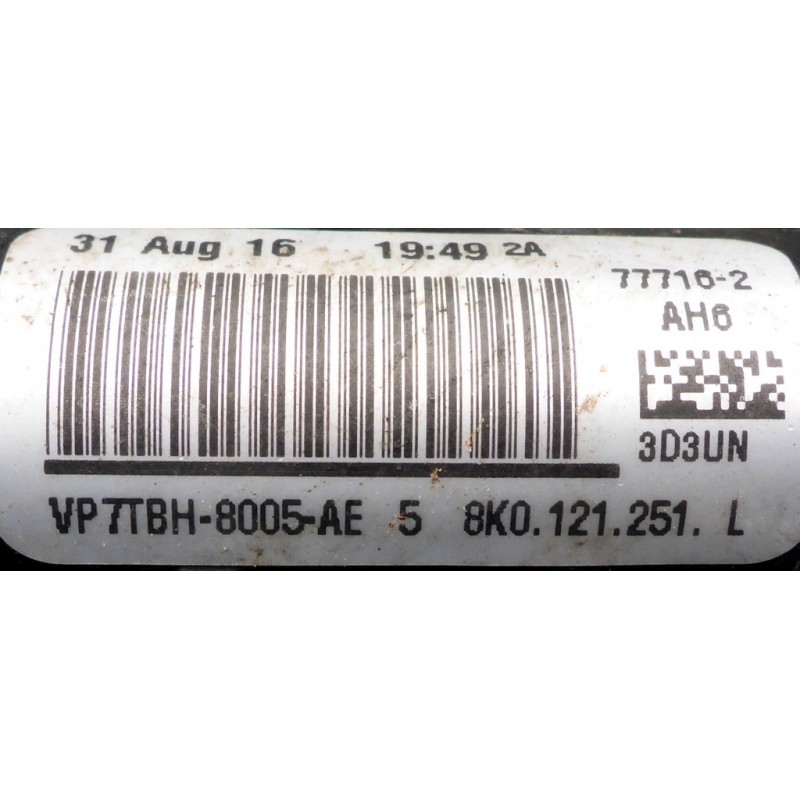 31 Aug 16 19:49 2A
77716-2
AH6
3D3UN
VP7TBH-8005-AE 5 8K0.121.251. L